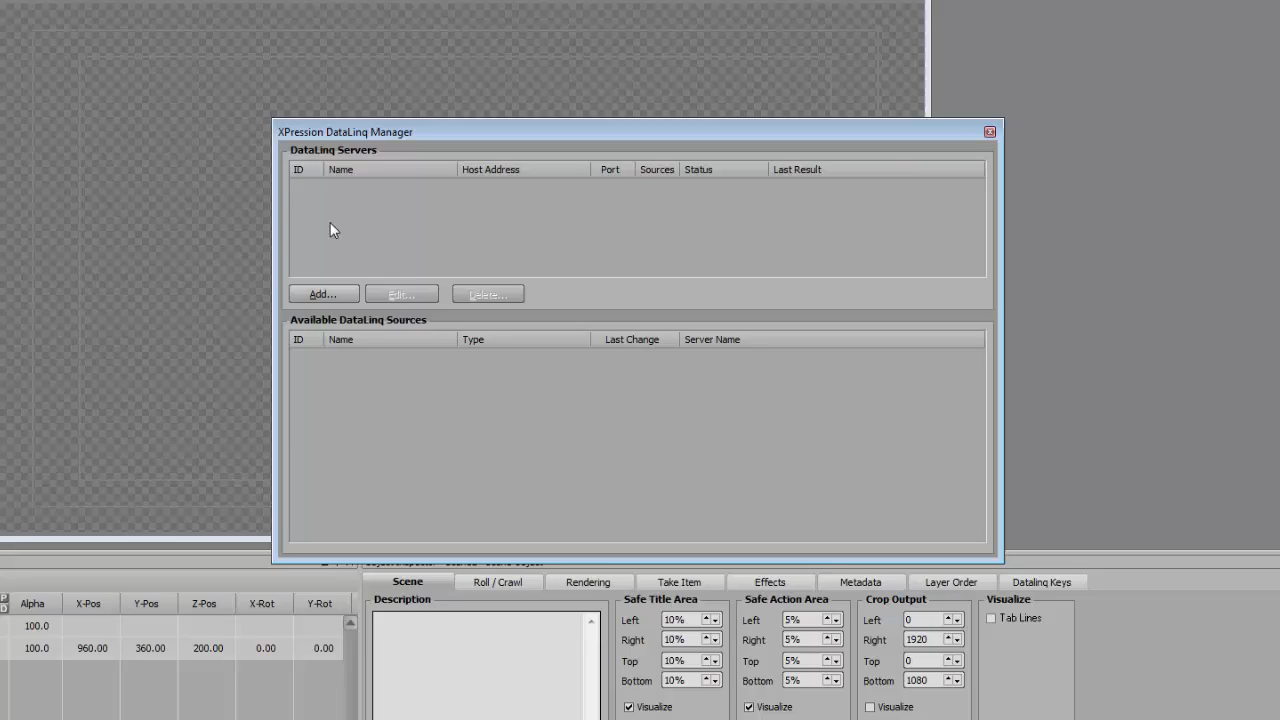 XPression DataLinq Manager
DataLinq Servers
ID Name Host Address Port Sources Status Last Result
Add... Edit... Delete...
Available DataLinq Sources
ID Name Type Last Change Server Name
Scene Roll / Crawl Rendering Take Item Effects Metadata Layer Order Datalinq Keys
Alpha X-Pos Y-Pos Z-Pos X-Rot Y-Rot
100.0
100.0 960.00 360.00 200.00 0.00 0.00
Description
Safe Title Area
Left 10%
Right 10%
Top 10%
Bottom 10%
Visualize
Safe Action Area
Left 5%
Right 5%
Top 5%
Bottom 5%
Visualize
Crop Output
Left 0
Right 1920
Top 0
Bottom 1080
Visualize
Visualize
Tab Lines